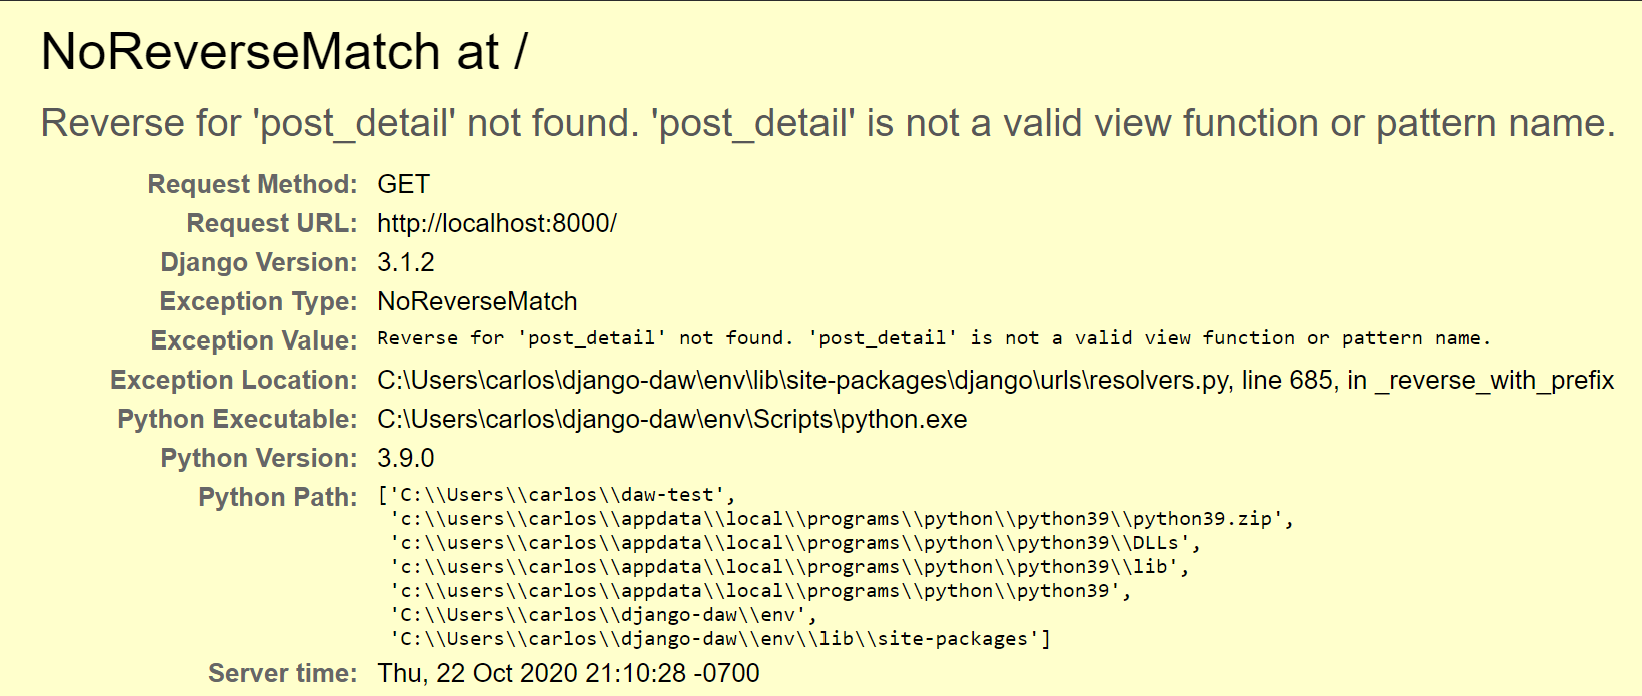 NoReverseMatch at /
Reverse for 'post_detail' not found. 'post_detail' is not a valid view function or pattern name.
Request Method: GET
Request URL: http://localhost:8000/
Django Version: 3.1.2
Exception Type: NoReverseMatch
Exception Value: Reverse for 'post_detail' not found. 'post_detail' is not a valid view function or pattern name.
Exception Location: C:\Users\carlos\django-daw\env\lib\site-packages\django\urls\resolvers.py, line 685, in _reverse_with_prefix
Python Executable: C:\Users\carlos\django-daw\env\Scripts\python.exe
Python Version: 3.9.0
Python Path: ['C:\\Users\\carlos\\daw-test',
'c:\\users\\carlos\\appdata\\local\\programs\\python\\python39\\python39.zip',
'c:\\users\\carlos\\appdata\\local\\programs\\python\\python39\\DLLs',
'c:\\users\\carlos\\appdata\\local\\programs\\python\\python39\\lib',
'c:\\users\\carlos\\appdata\\local\\programs\\python\\python39',
'C:\\Users\\carlos\\django-daw\\env',
'C:\\Users\\carlos\\django-daw\\env\\lib\\site-packages']
Server time: Thu, 22 Oct 2020 21:10:28 -0700